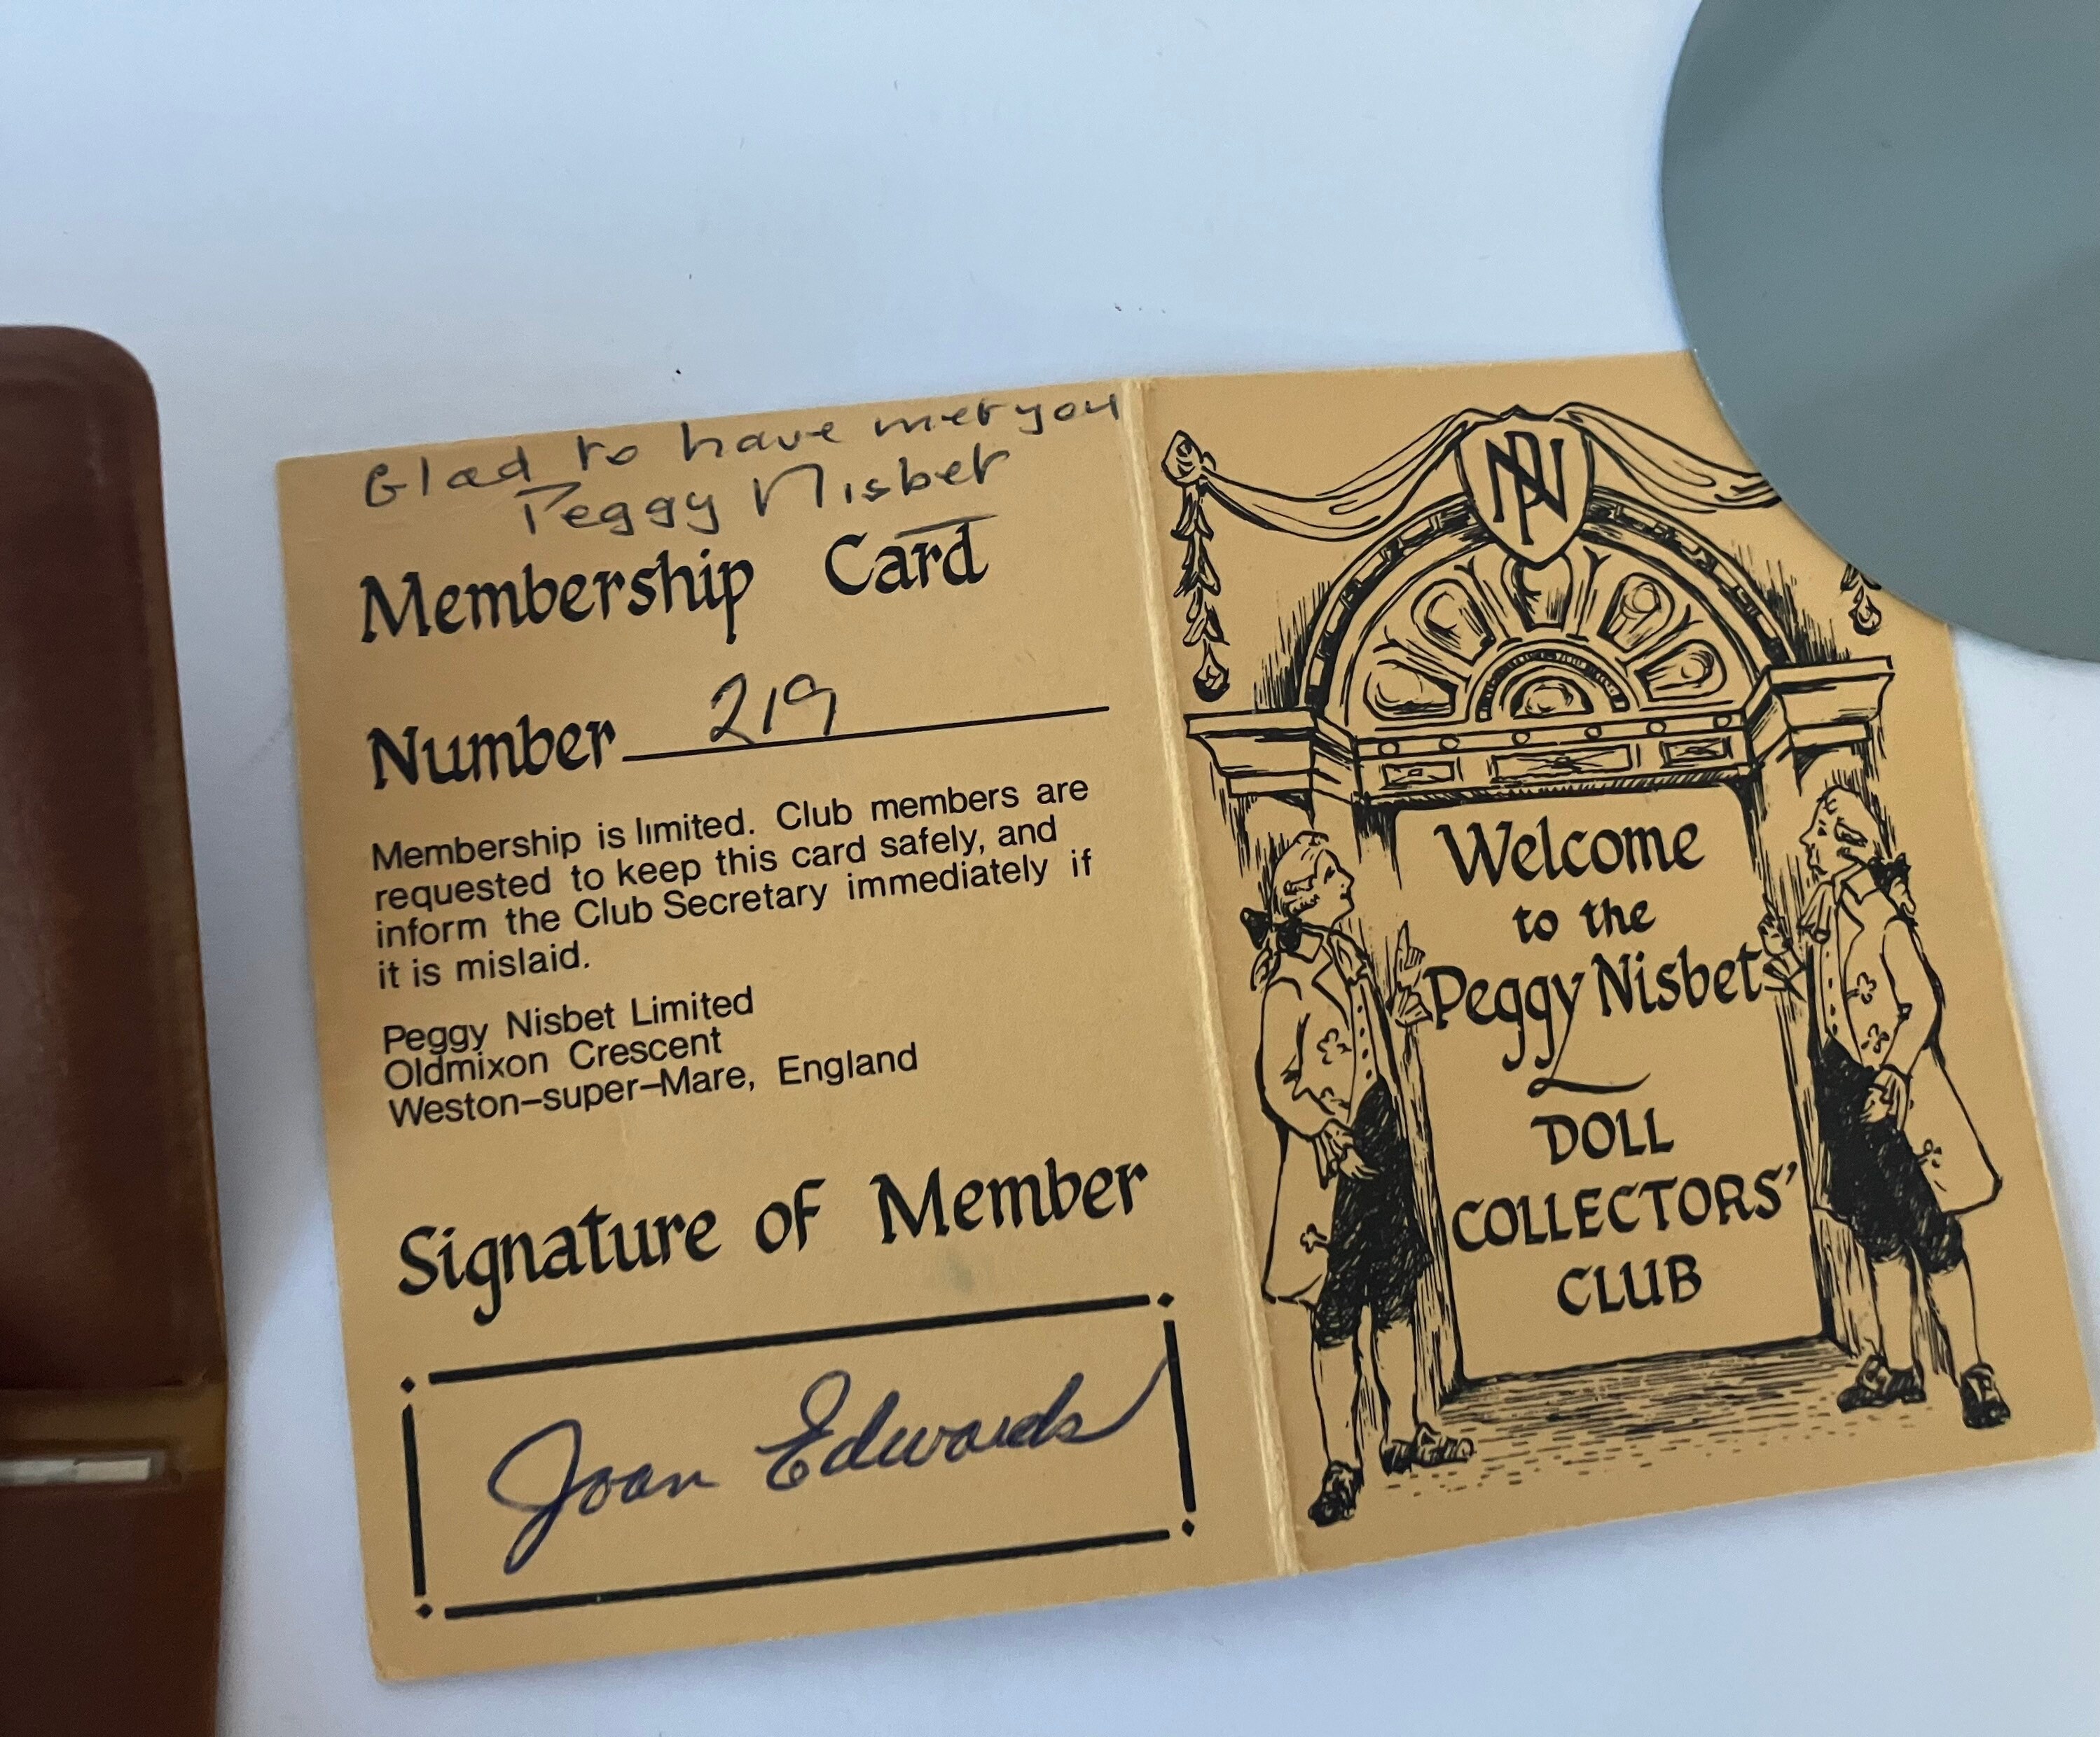 Glad to have met you
Peggy Nisbet
Membership Card
Number 219
Membership is limited. Club members are
requested to keep this card safely, and
inform the Club Secretary immediately if
it is mislaid.
Peggy Nisbet Limited
Oldmixon Crescent
Weston-super-Mare, England
Signature of Member
Joan Edwards
PN
Welcome
to the
Peggy Nisbet
DOLL
COLLECTORS'
CLUB